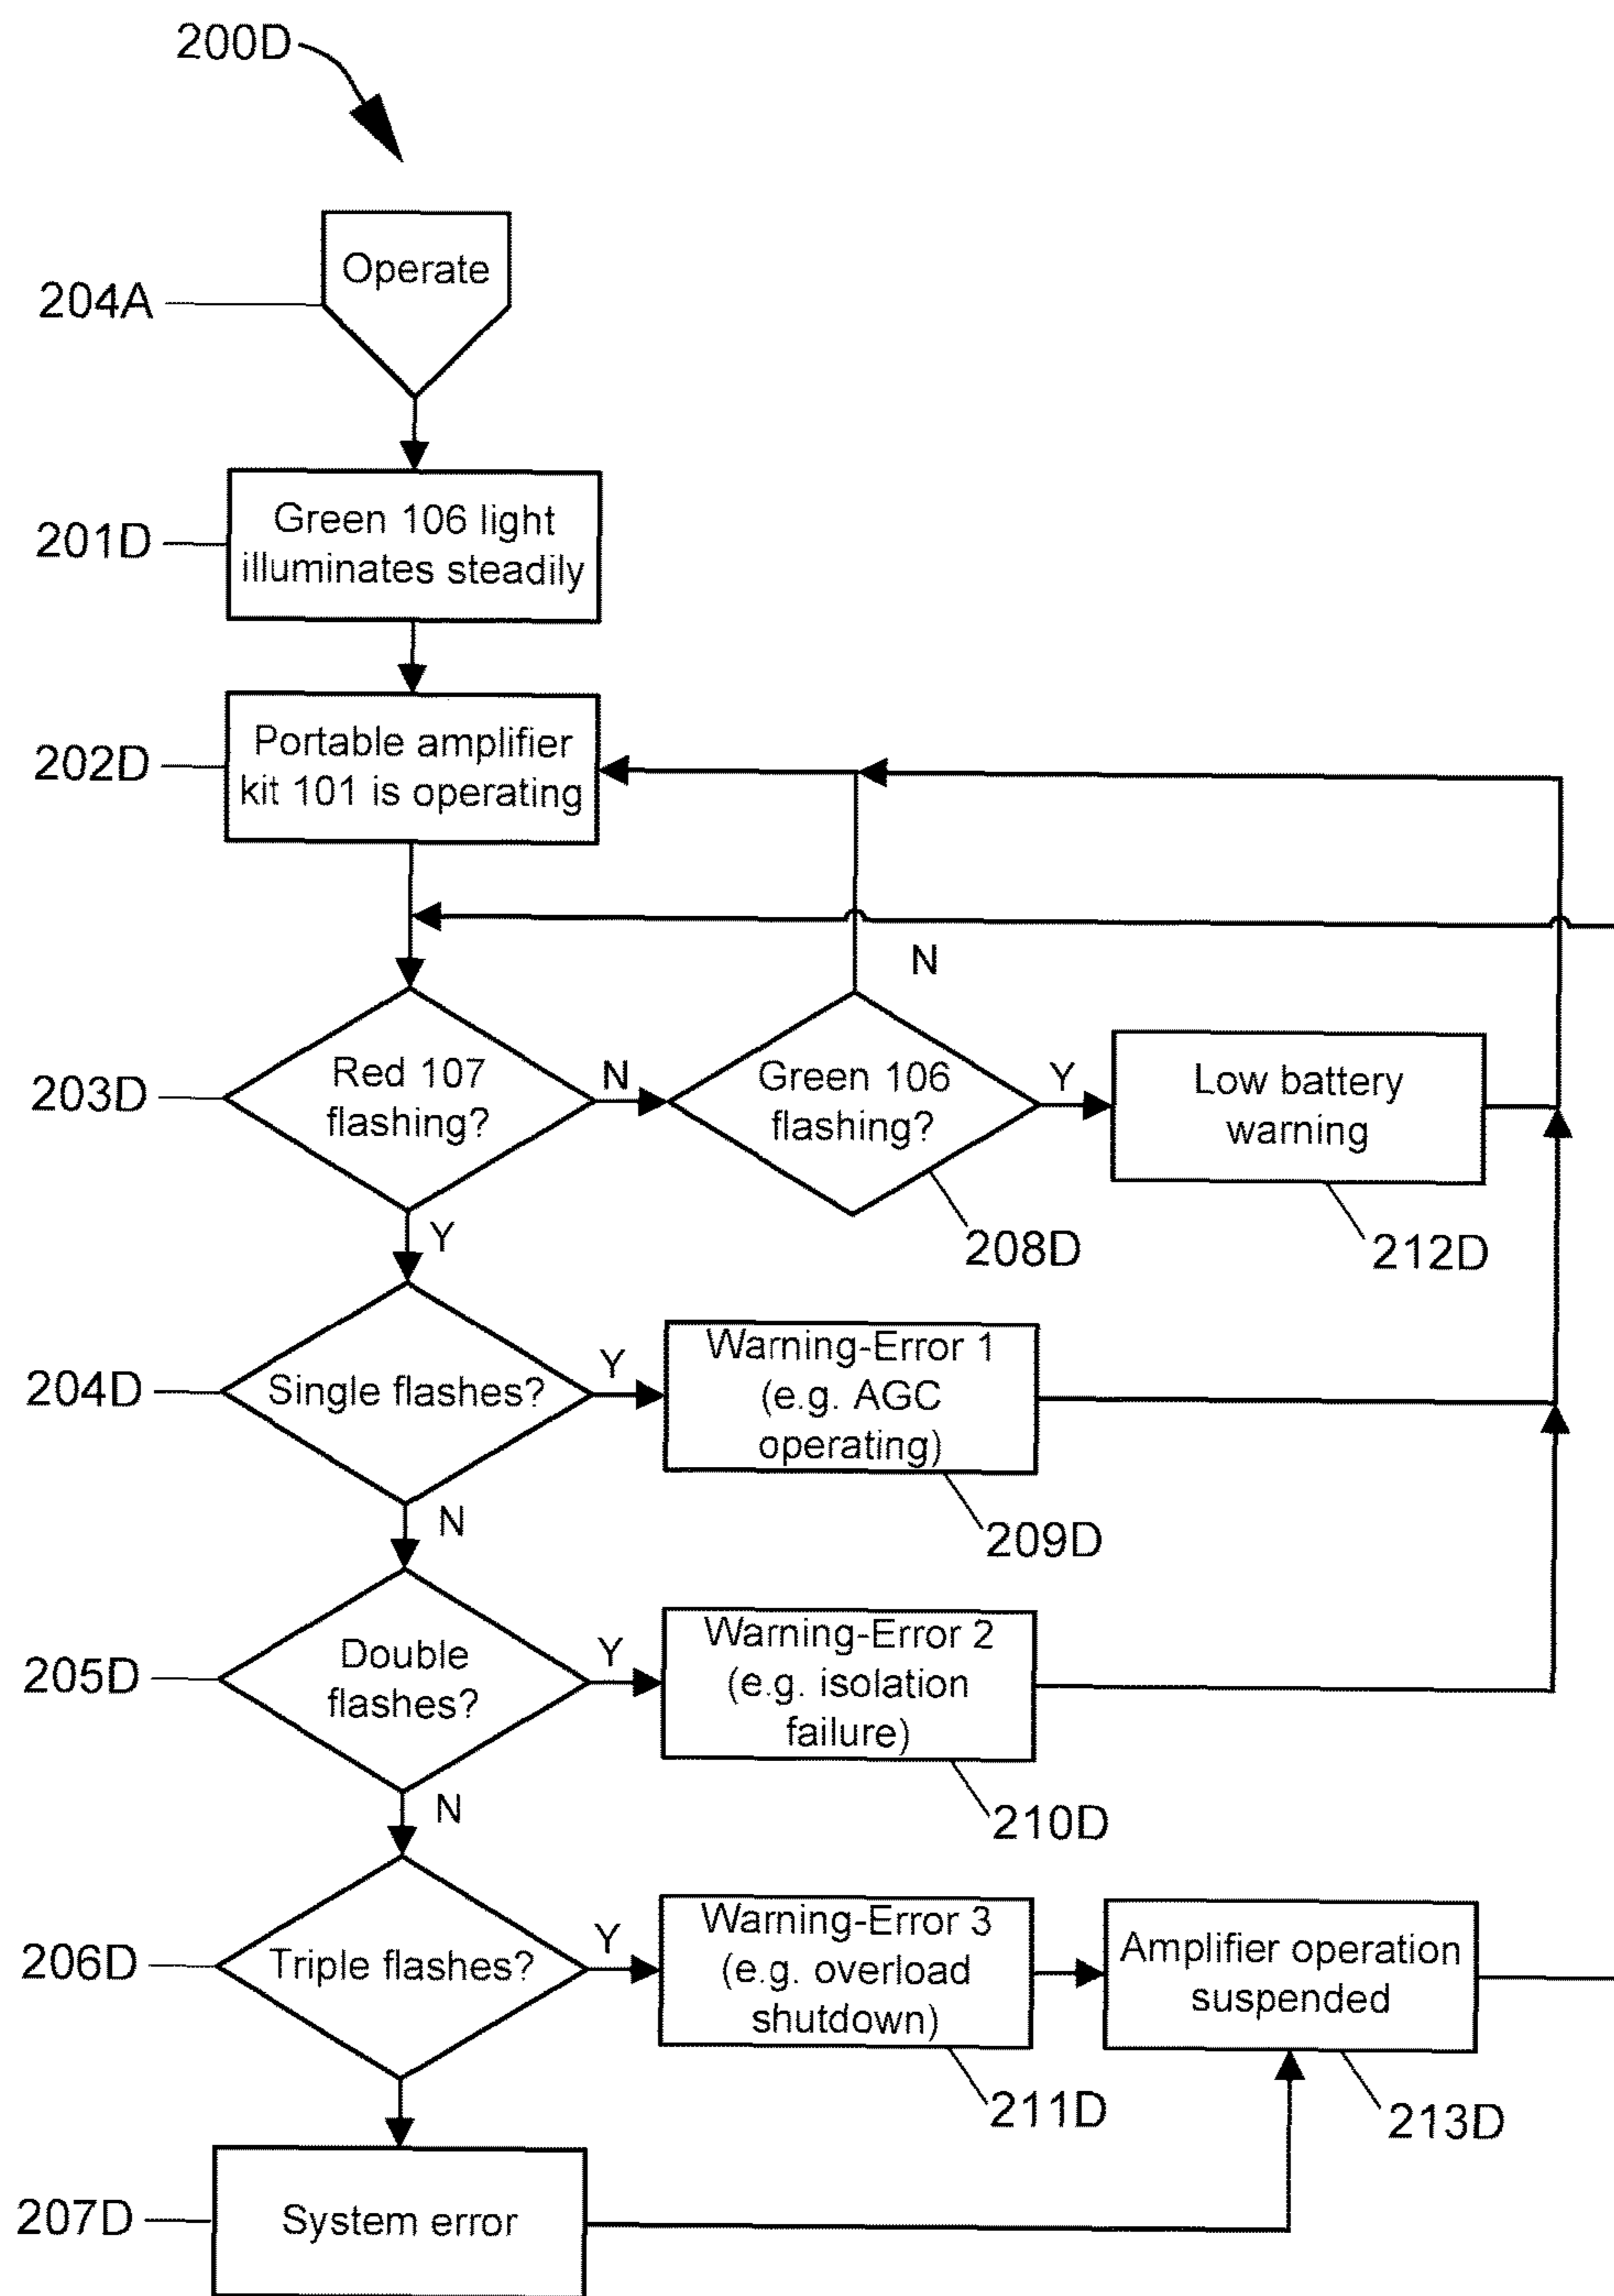 200D
Operate
204A
Green 106 light
illuminates steadily
201D
Portable amplifier
kit 101 is operating
202D
N
Red 107
flashing?
203D
N
Green 106
flashing?
208D
Y
Low battery
warning
212D
Y
Single flashes?
204D
Y
Warning-Error 1
(e.g. AGC
operating)
209D
N
Double
flashes?
205D
Y
Warning-Error 2
(e.g. isolation
failure)
210D
N
Triple flashes?
206D
Y
Warning-Error 3
(e.g. overload
shutdown)
211D
Amplifier operation
suspended
213D
System error
207D